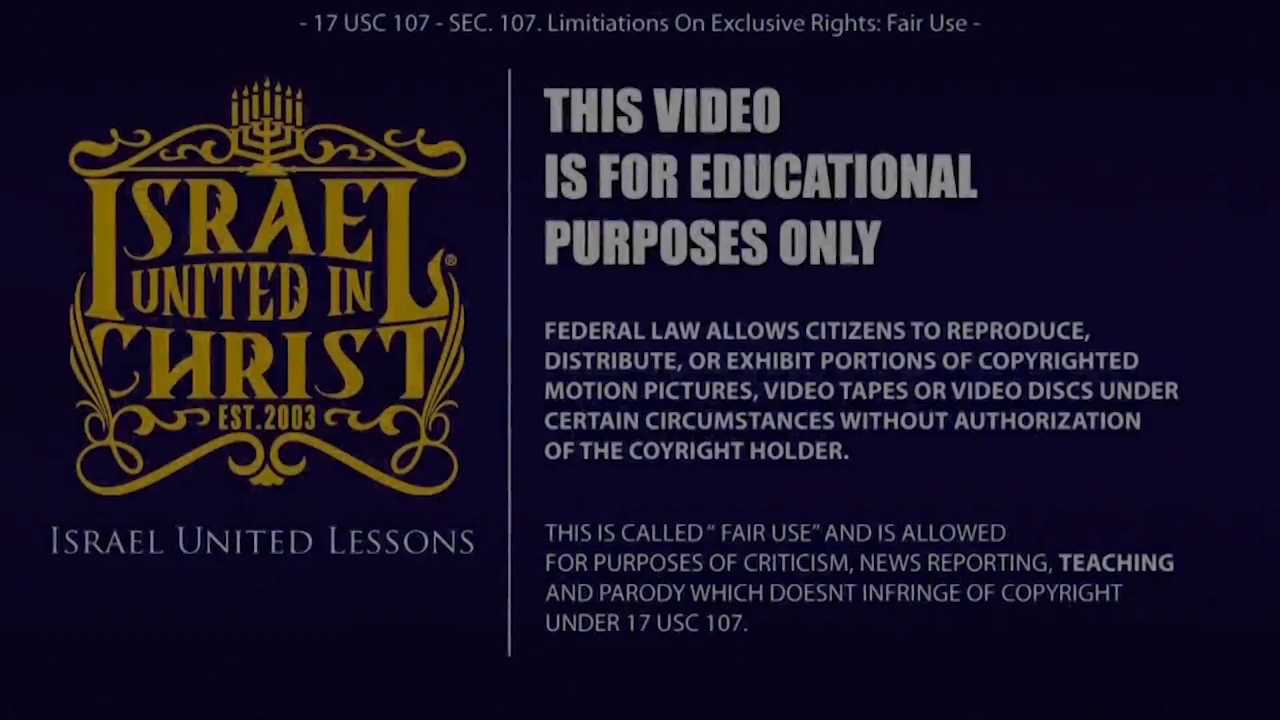 - 17 USC 107 - SEC. 107. Limitiations On Exclusive Rights: Fair Use -
ISRAEL
UNITED IN
CHRIST
®
EST.2003
ISRAEL UNITED LESSONS
THIS VIDEO
IS FOR EDUCATIONAL
PURPOSES ONLY
FEDERAL LAW ALLOWS CITIZENS TO REPRODUCE,
DISTRIBUTE, OR EXHIBIT PORTIONS OF COPYRIGHTED
MOTION PICTURES, VIDEO TAPES OR VIDEO DISCS UNDER
CERTAIN CIRCUMSTANCES WITHOUT AUTHORIZATION
OF THE COYRIGHT HOLDER.
THIS IS CALLED “ FAIR USE” AND IS ALLOWED
FOR PURPOSES OF CRITICISM, NEWS REPORTING, TEACHING
AND PARODY WHICH DOESNT INFRINGE OF COPYRIGHT
UNDER 17 USC 107.